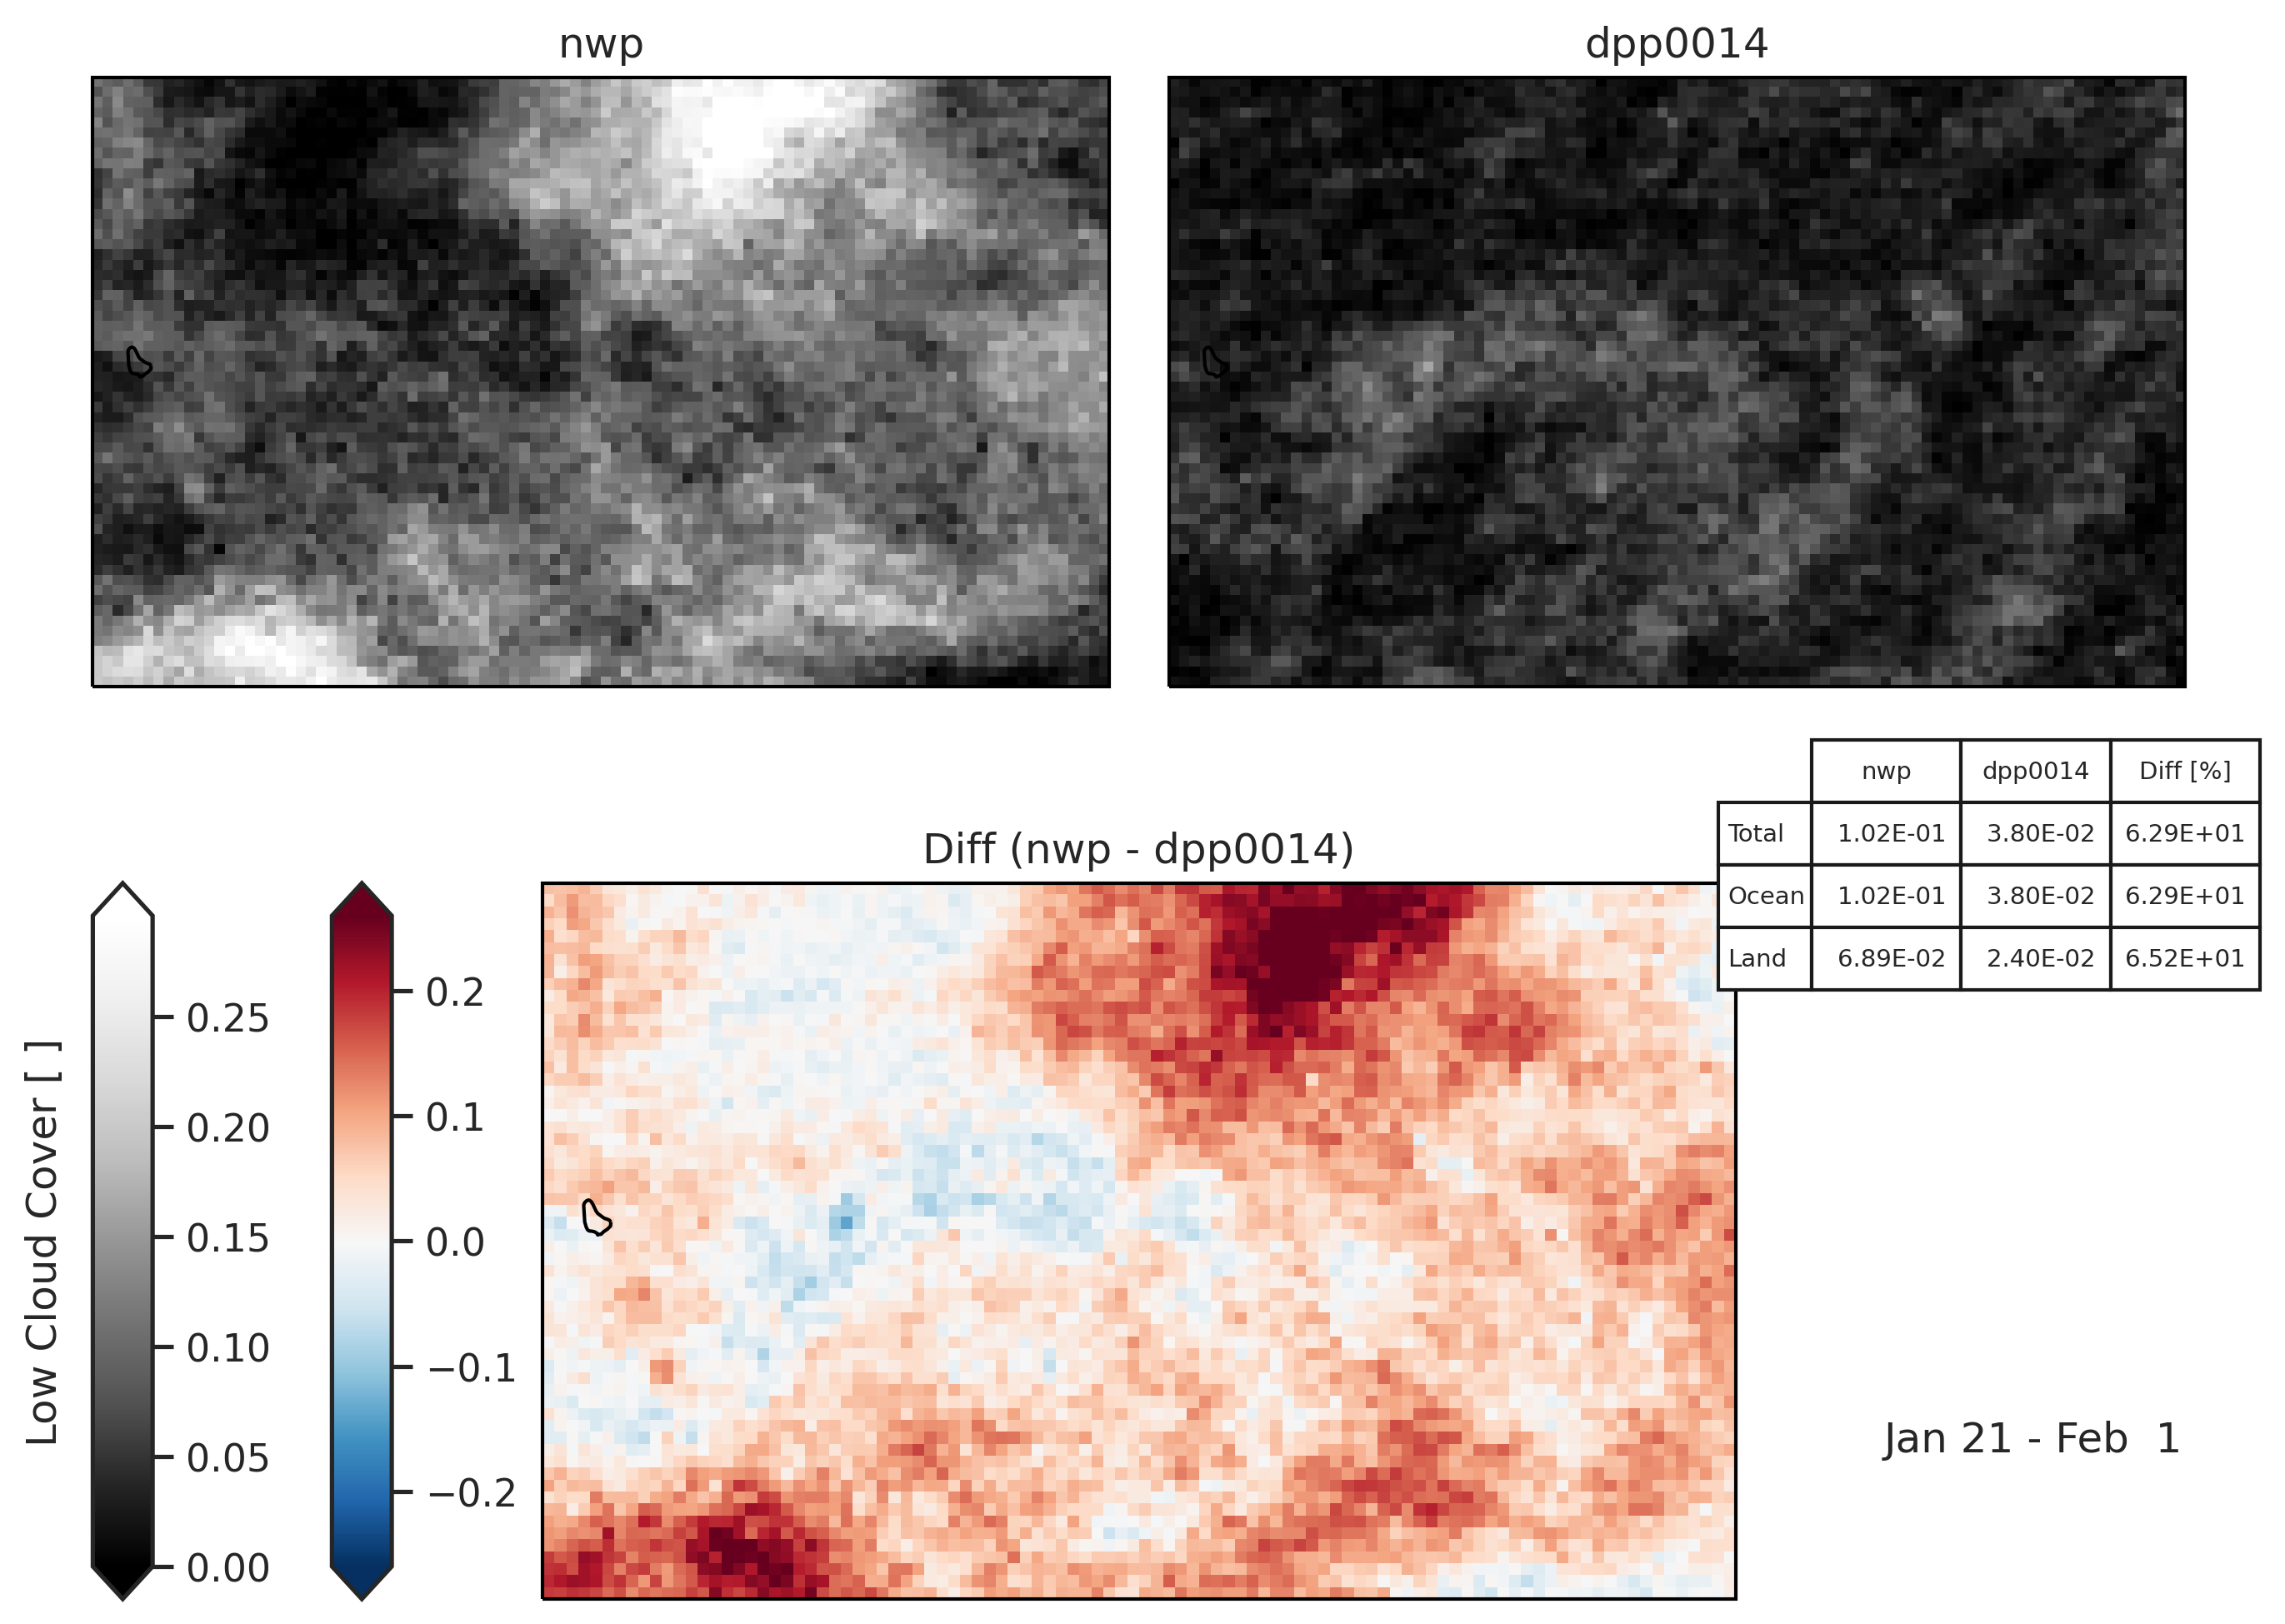 nwp
dpp0014
nwp dpp0014 Diff [%]
Total 1.02E-01 3.80E-02 6.29E+01
Ocean 1.02E-01 3.80E-02 6.29E+01
Land 6.89E-02 2.40E-02 6.52E+01
Diff (nwp - dpp0014)
Low Cloud Cover [ ]
0.25
0.20
0.15
0.10
0.05
0.00
0.2
0.1
0.0
−0.1
−0.2
Jan 21 - Feb  1